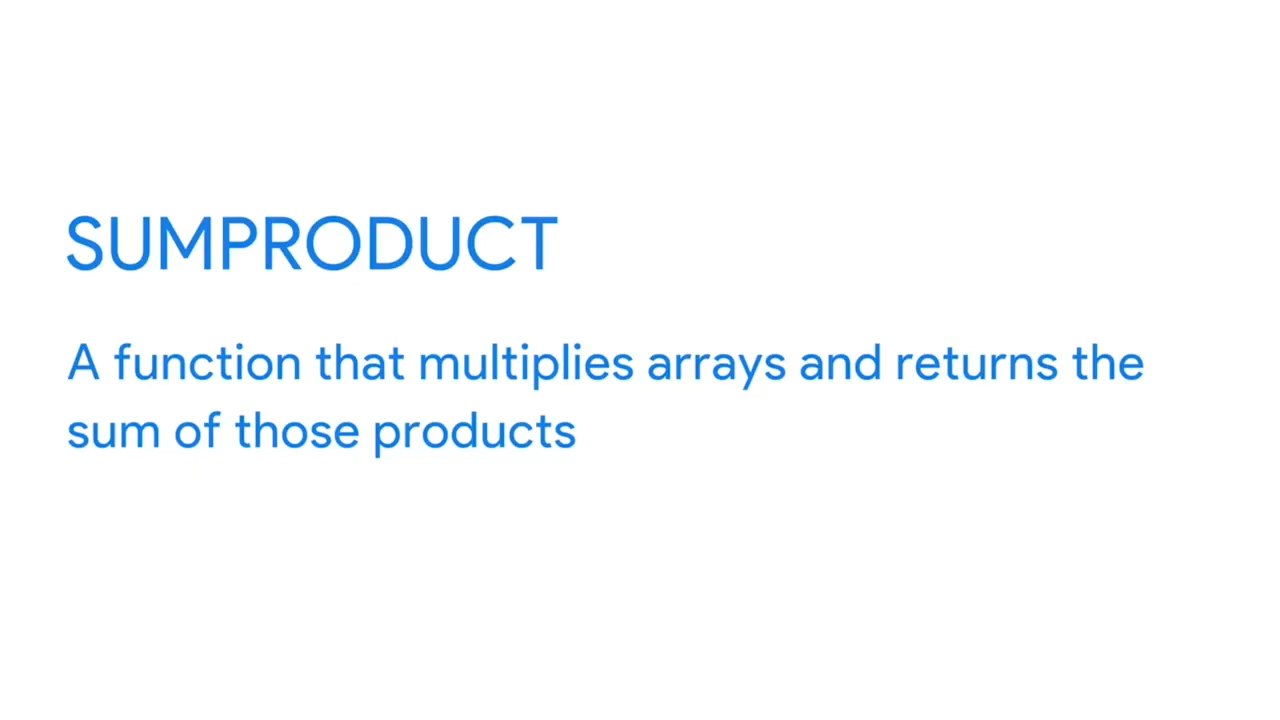 SUMPRODUCT
A function that multiplies arrays and returns the
sum of those products